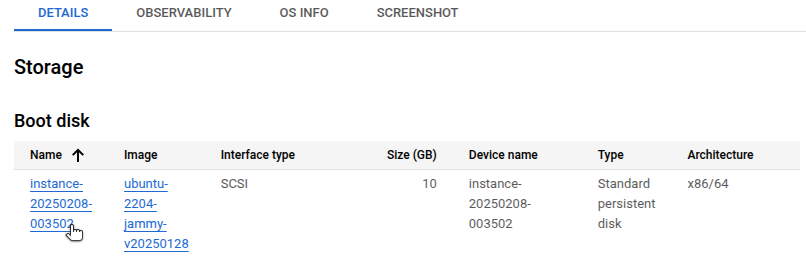 DETAILS OBSERVABILITY OS INFO SCREENSHOT
Storage
Boot disk
Name Image Interface type Size (GB) Device name Type Architecture
instance- ubuntu- SCSI 10 instance- Standard x86/64
20250208- 2204- 20250208- persistent
003502 jammy- 003502 disk
v20250128